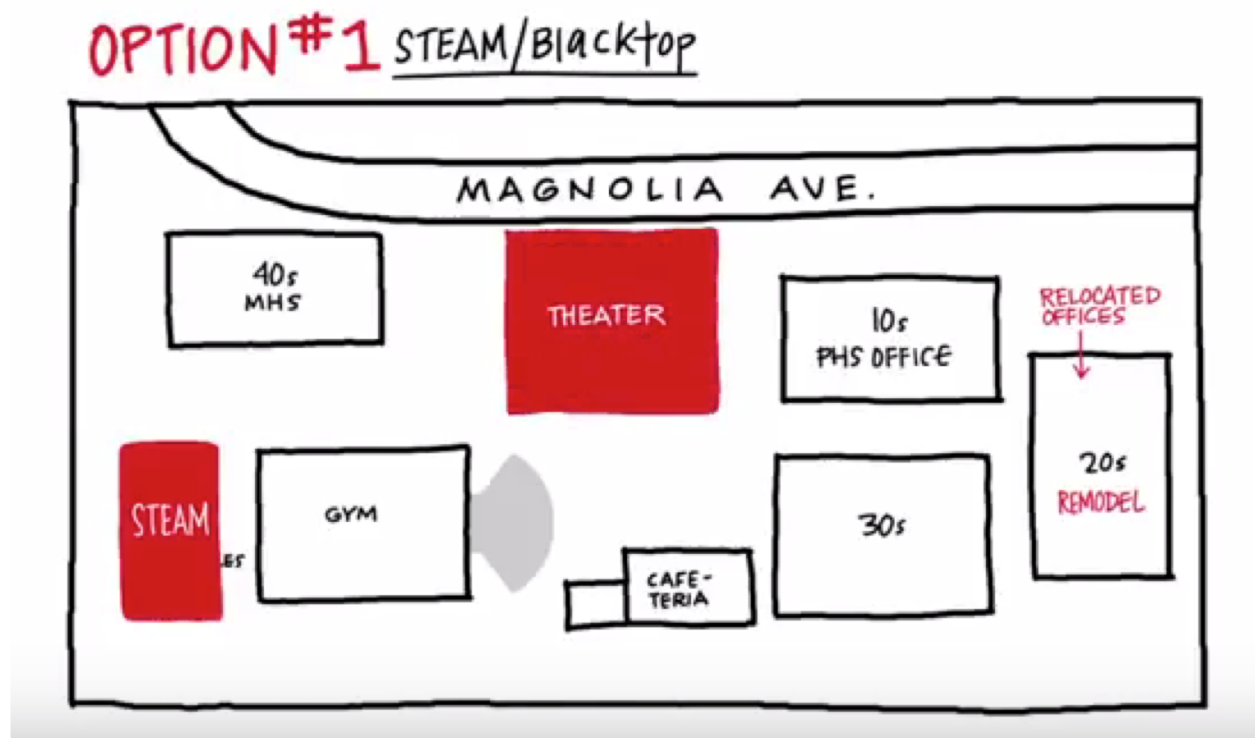 OPTION #1 STEAM/Blacktop
MAGNOLIA AVE.
40s
MHS
THEATER
10s
PHS OFFICE
RELOCATED
OFFICES
20s
REMODEL
STEAM
ES
GYM
CAFE-
TERIA
30s